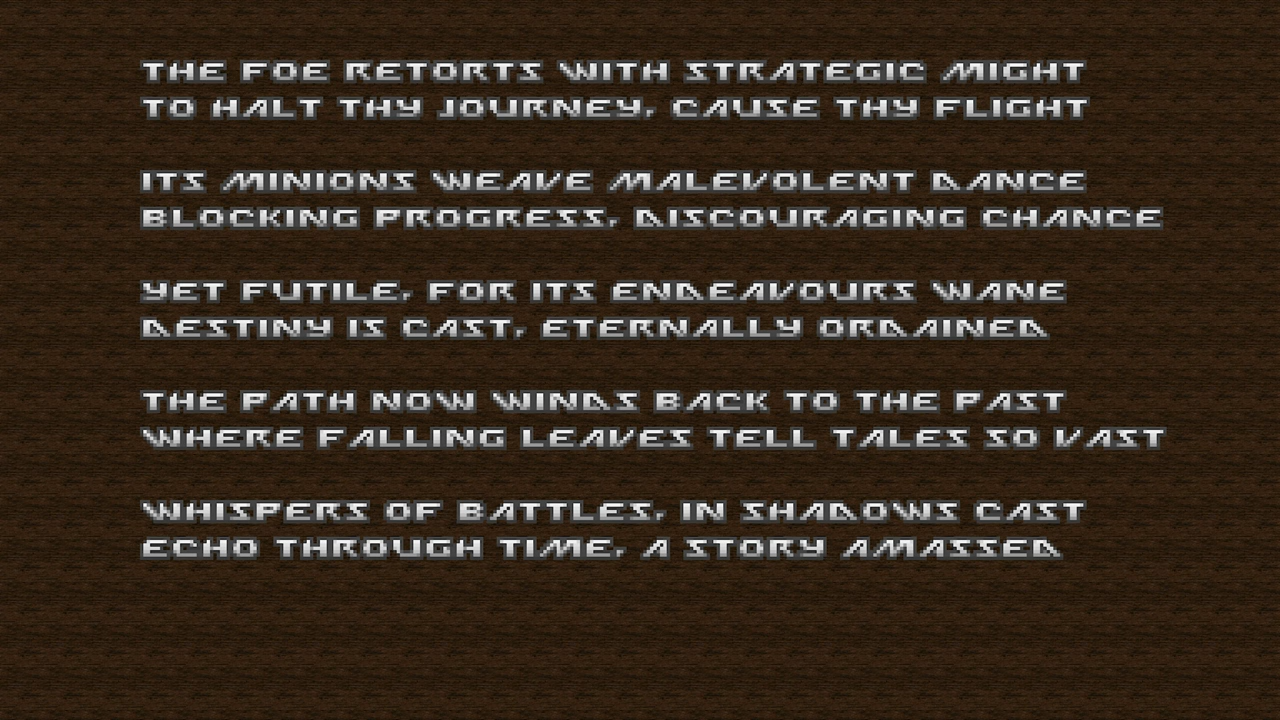 THE FOE RETORTS WITH STRATEGIC MIGHT
TO HALT THY JOURNEY, CAUSE THY FLIGHT
ITS MINIONS WEAVE MALEVOLENT DANCE
BLOCKING PROGRESS, DISCOURAGING CHANCE
YET FUTILE, FOR ITS ENDEAVOURS WANE
DESTINY IS CAST, ETERNALLY ORDAINED
THE PATH NOW WINDS BACK TO THE PAST
WHERE FALLING LEAVES TELL TALES SO VAST
WHISPERS OF BATTLES, IN SHADOWS CAST
ECHO THROUGH TIME, A STORY AMASSED